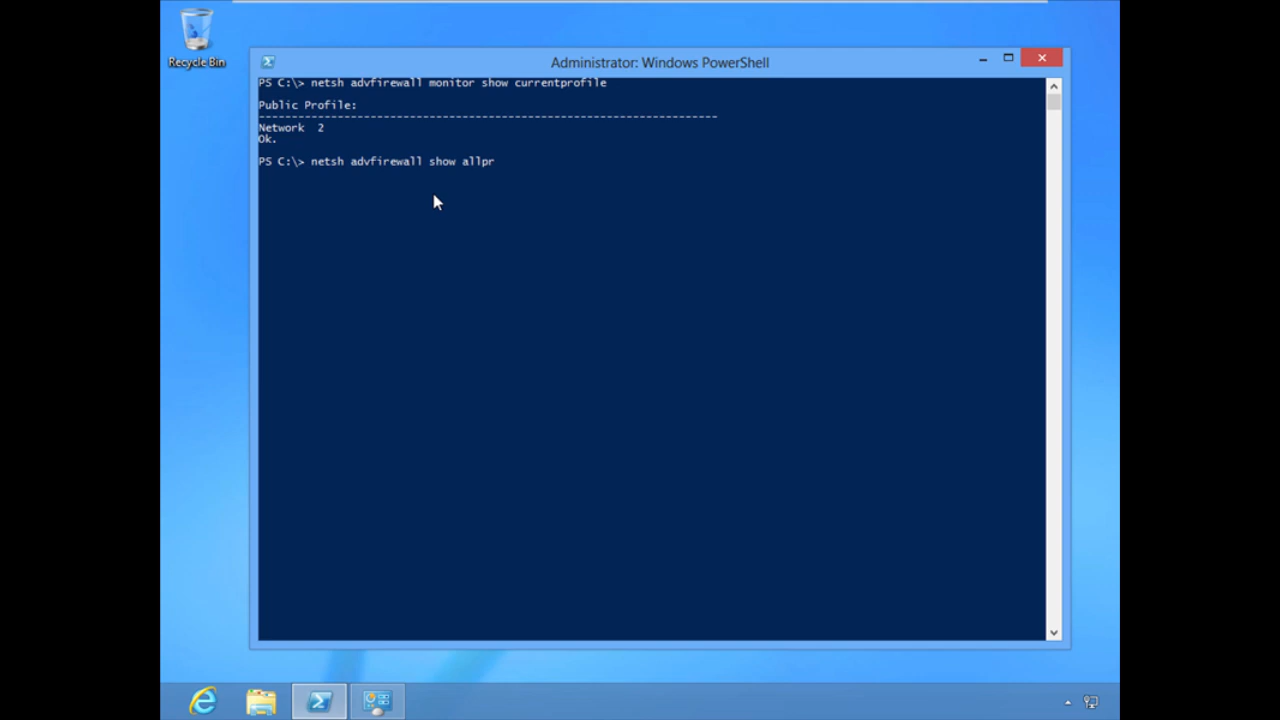 Recycle Bin
Administrator: Windows PowerShell
PS C:\> netsh advfirewall monitor show currentprofile
Public Profile:
----------------------------------------------------------------------
Network  2
Ok.
PS C:\> netsh advfirewall show allpr